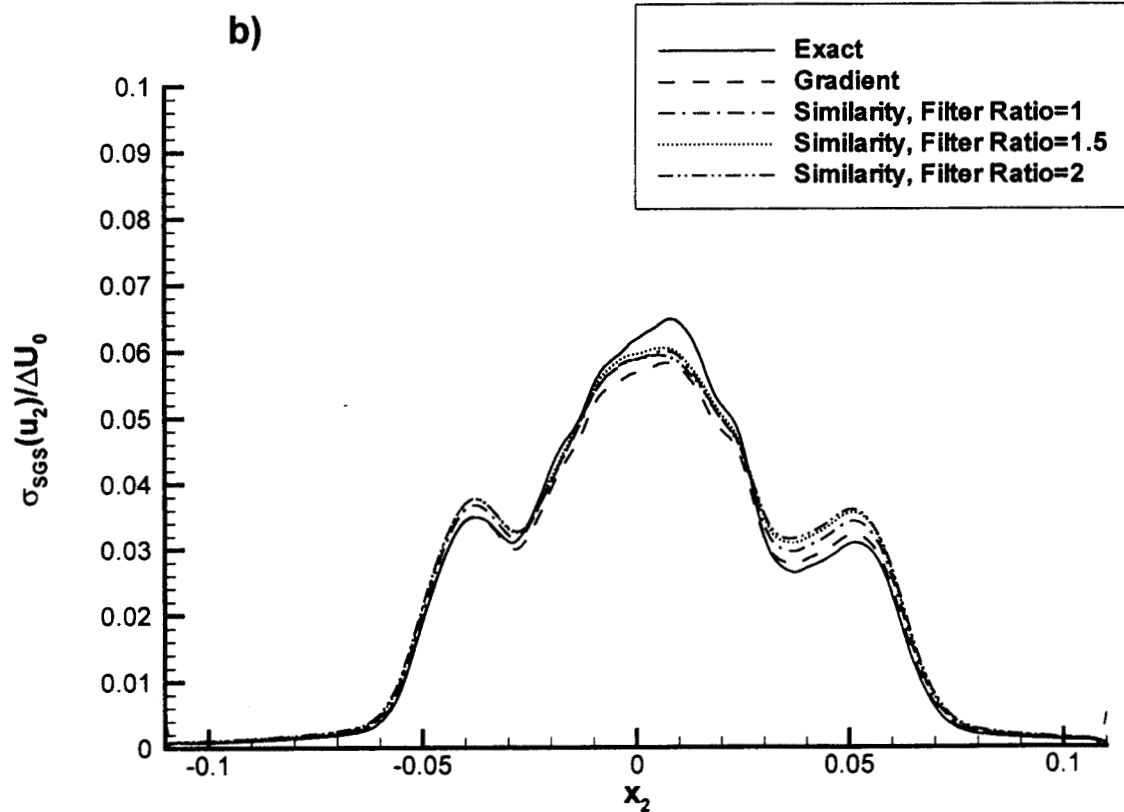 b)
Exact
Gradient
Similarity, Filter Ratio=1
Similarity, Filter Ratio=1.5
Similarity, Filter Ratio=2
0.1
0.09
0.08
0.07
0.06
0.05
0.04
0.03
0.02
0.01
0
σSGS(u2)/ΔU0
-0.1
-0.05
0
0.05
0.1
x2